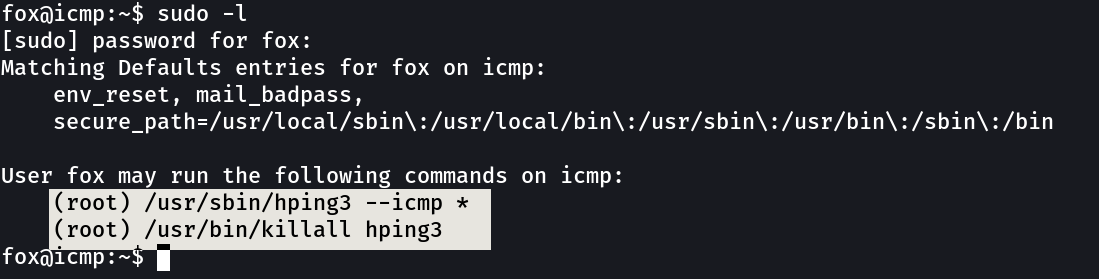 fox@icmp:~$ sudo -l
[sudo] password for fox:
Matching Defaults entries for fox on icmp:
    env_reset, mail_badpass,
    secure_path=/usr/local/sbin\:/usr/local/bin\:/usr/sbin\:/usr/bin\:/sbin\:/bin

User fox may run the following commands on icmp:
    (root) /usr/sbin/hping3 --icmp *
    (root) /usr/bin/killall hping3
fox@icmp:~$